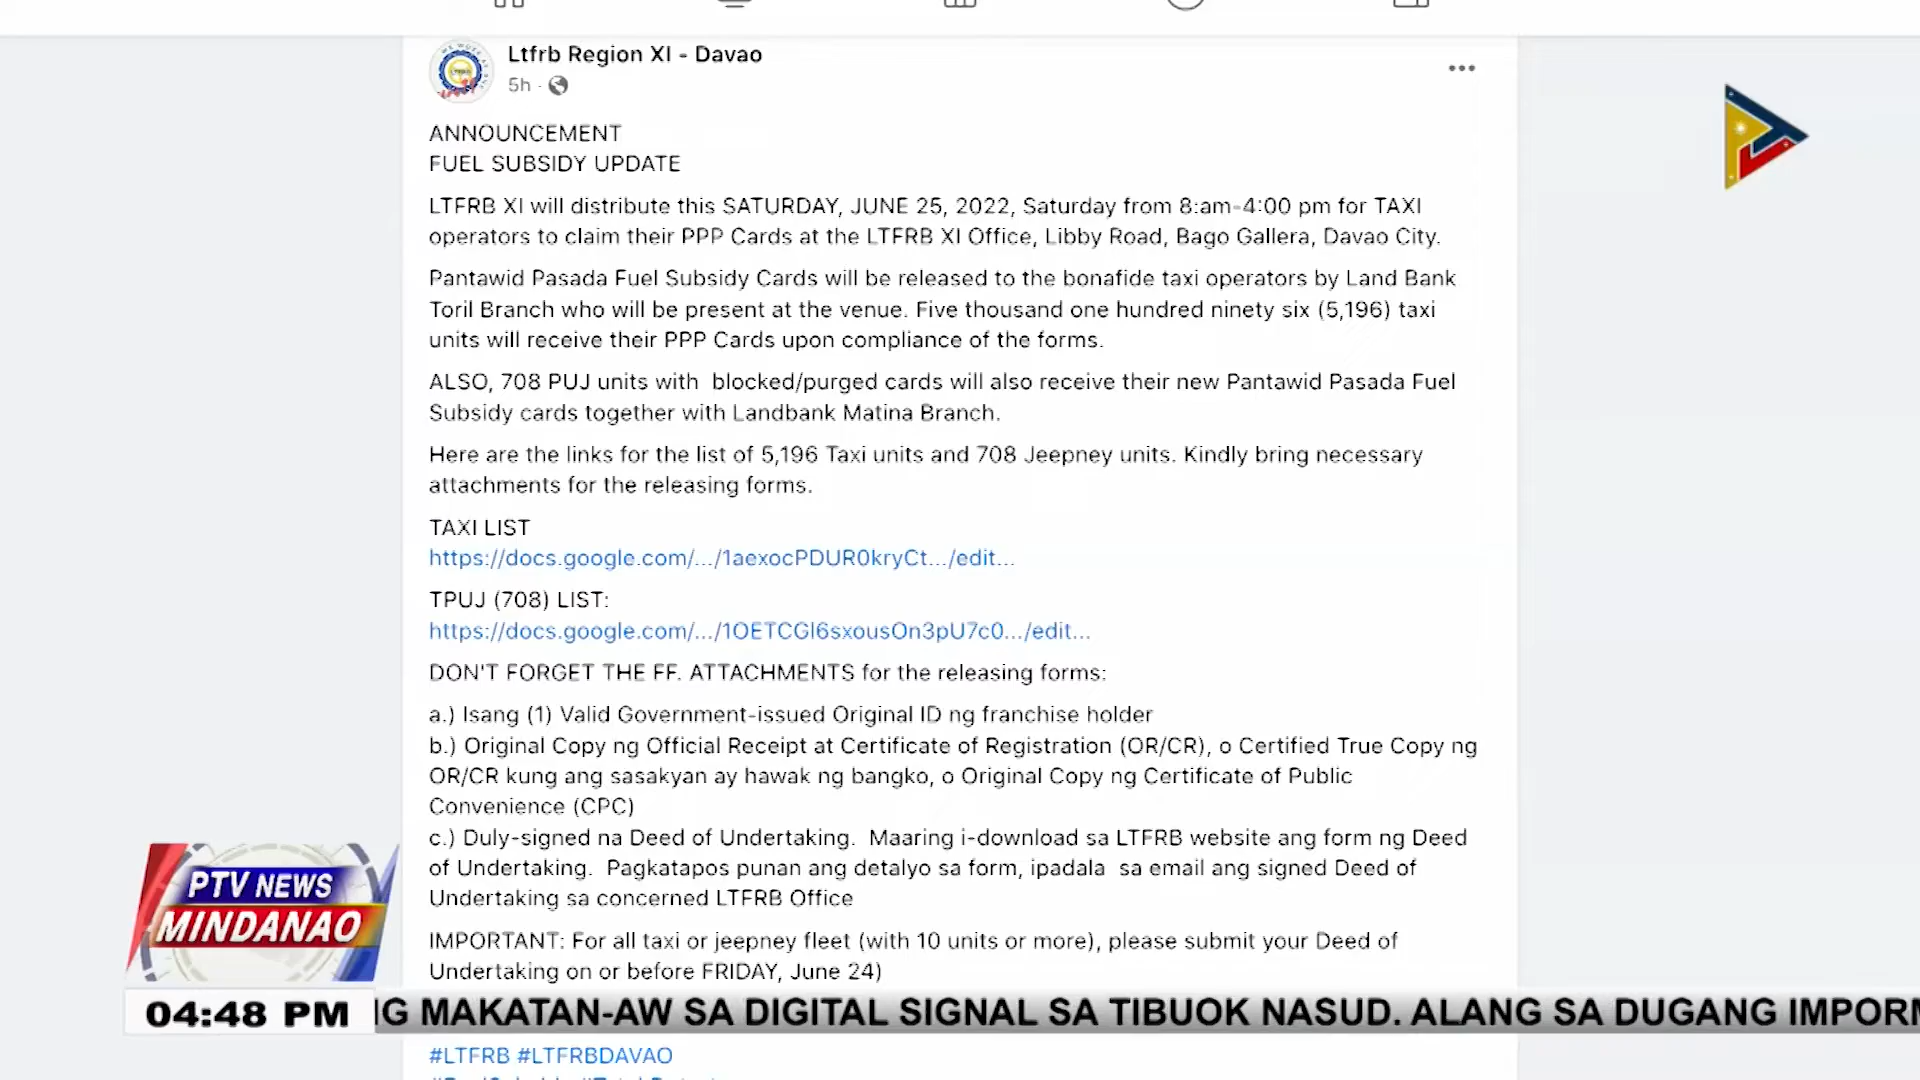 Ltfrb Region XI - Davao
5h ·
ANNOUNCEMENT
FUEL SUBSIDY UPDATE
LTFRB XI will distribute this SATURDAY, JUNE 25, 2022, Saturday from 8:am-4:00 pm for TAXI
operators to claim their PPP Cards at the LTFRB XI Office, Libby Road, Bago Gallera, Davao City.
Pantawid Pasada Fuel Subsidy Cards will be released to the bonafide taxi operators by Land Bank
Toril Branch who will be present at the venue. Five thousand one hundred ninety six (5,196) taxi
units will receive their PPP Cards upon compliance of the forms.
ALSO, 708 PUJ units with  blocked/purged cards will also receive their new Pantawid Pasada Fuel
Subsidy cards together with Landbank Matina Branch.
Here are the links for the list of 5,196 Taxi units and 708 Jeepney units. Kindly bring necessary
attachments for the releasing forms.
TAXI LIST
https://docs.google.com/.../1aexocPDUR0kryCt.../edit...
TPUJ (708) LIST:
https://docs.google.com/.../1OETCGl6sxousOn3pU7c0.../edit...
DON'T FORGET THE FF. ATTACHMENTS for the releasing forms:
a.) Isang (1) Valid Government-issued Original ID ng franchise holder
b.) Original Copy ng Official Receipt at Certificate of Registration (OR/CR), o Certified True Copy ng
OR/CR kung ang sasakyan ay hawak ng bangko, o Original Copy ng Certificate of Public
Convenience (CPC)
c.) Duly-signed na Deed of Undertaking.  Maaring i-download sa LTFRB website ang form ng Deed
of Undertaking.  Pagkatapos punan ang detalyo sa form, ipadala  sa email ang signed Deed of
Undertaking sa concerned LTFRB Office
IMPORTANT: For all taxi or jeepney fleet (with 10 units or more), please submit your Deed of
Undertaking on or before FRIDAY, June 24)
PTV NEWS
MINDANAO
04:48 PM
IG MAKATAN-AW SA DIGITAL SIGNAL SA TIBUOK NASUD. ALANG SA DUGANG IMPORM
#LTFRB #LTFRBDAVAO